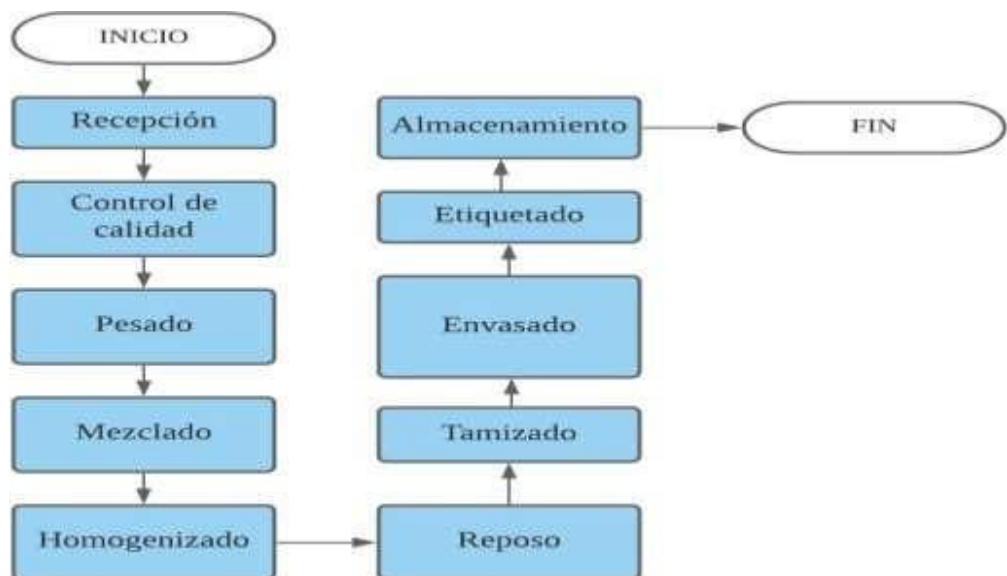 INICIO
Recepción
Control de
calidad
Pesado
Mezclado
Homogenizado
Reposo
Tamizado
Envasado
Etiquetado
Almacenamiento
FIN